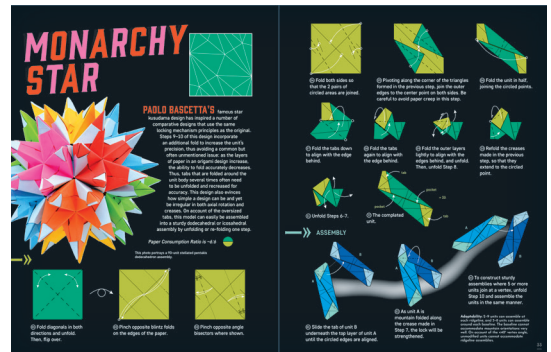 MONARCHY
STAR
PAOLO BASCETTA'S famous star
kusudama design has inspired a number of
comparative designs that use the same
locking mechanism principles as the original.
Steps 9–10 of this design incorporate
an additional fold to increase the unit's
precision, thus avoiding a common but
often unmentioned issue: as the layers
of paper in an origami design increase,
the ability to fold accurately decreases.
Thus, tabs that are folded around the
unit body several times often need
to be unfolded and recreased for
accuracy. This design also evinces
how simple a design can be and yet
be irregular in both axial rotation and
creases. On account of the oversized
tabs, this model can easily be assembled
into a sturdy dodecahedral or icosahedral
assembly by unfolding or re-folding one step.
Paper Consumption Ratio is ~6.6
This photo portrays a 90-unit stellated
dodecahedron assembly.
Fold diagonals in both
directions and unfold.
Then, flip over.
Pinch opposite blintz folds
on the edges of the paper.
Pinch opposite angle
bisectors where shown.
Fold both sides so
that the 2 pairs of
circled areas are joined.
Pivoting along the corner of the triangles
formed in the previous step, join the outer
edges to the center point on both sides. Be
careful to avoid paper creep in this step.
Fold the unit in half,
joining the circled points.
Fold the tabs down
to align with the edge
behind.
Fold the tabs
again to align with the
edge behind.
Fold the outer layers
lightly to align with the
edges behind, and unfold.
Then, unfold Step 8.
Refold the creases
made in the previous
step so that they
extend to the circled
point.
Unfold Steps 6–7.
The completed
unit.
tab
pocket
pocket
tab
ASSEMBLY
A
B
A
B
A
B
Slide the tab of unit B
underneath the top layer of unit A
until the circled edges are aligned.
As unit A is
mountain folded along
the crease made in
Step 7, the lock will be
strengthened.
To construct sturdy
assemblies where 5 or more
units join at a vertex, unfold
Step 10 and assemble
the units in the same manner.